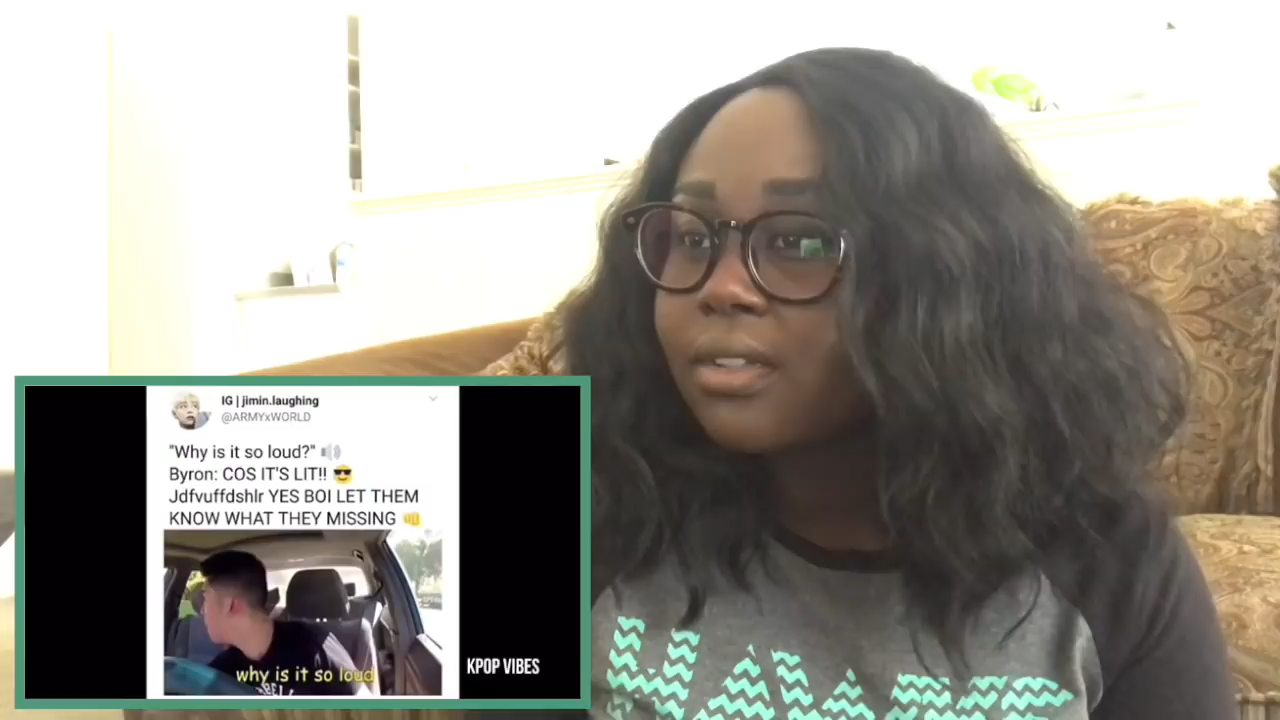 IG | jimin.laughing
@ARMYxWORLD
"Why is it so loud?" 🔊
Byron: COS IT'S LIT!! 😎
Jdfvuffdshlr YES BOI LET THEM
KNOW WHAT THEY MISSING 👊
why is it so loud
KPOP VIBES